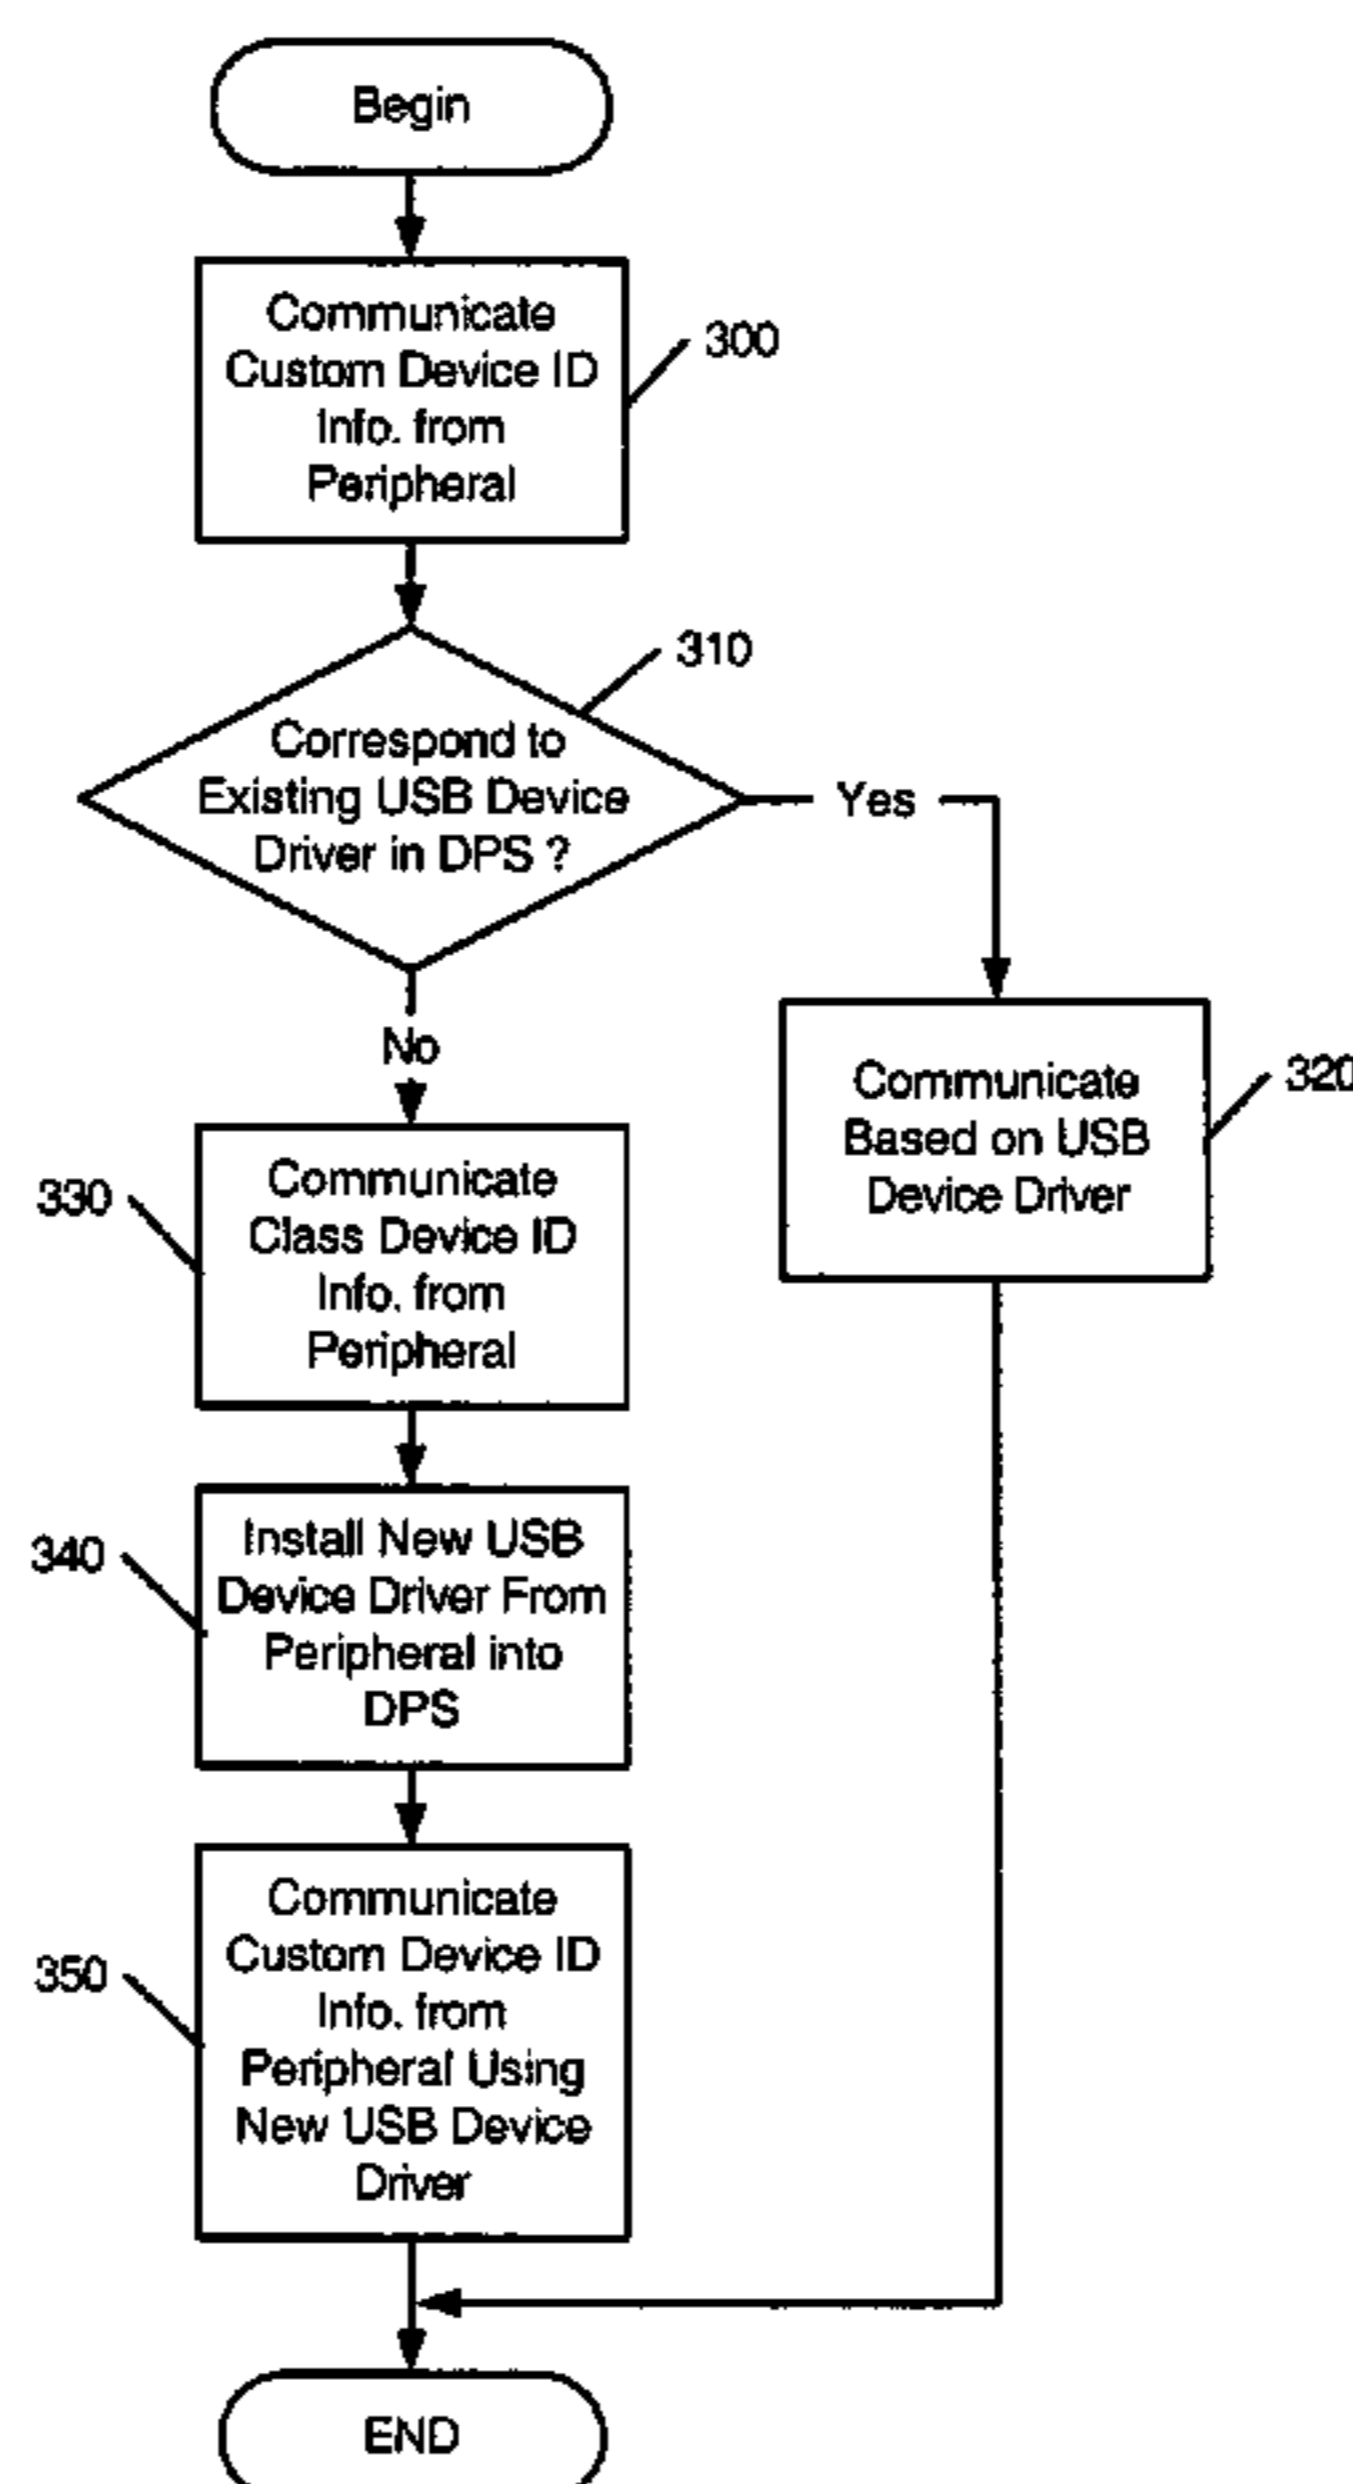 Begin
Communicate
Custom Device ID
Info. from
Peripheral
300
310
Correspond to
Existing USB Device
Driver in DPS ?
Yes
No
Communicate
Based on USB
Device Driver
320
330
Communicate
Class Device ID
Info. from
Peripheral
340
Install New USB
Device Driver From
Peripheral into
DPS
350
Communicate
Custom Device ID
Info. from
Peripheral Using
New USB Device
Driver
END